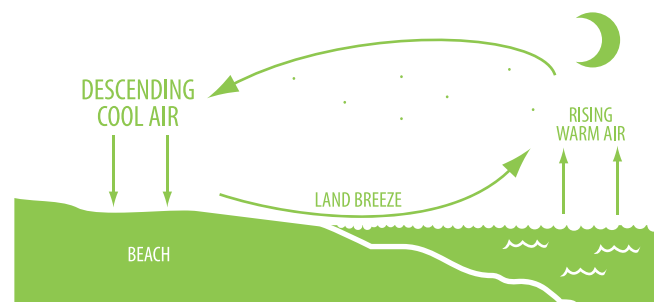 DESCENDING
COOL AIR
RISING
WARM AIR
LAND BREEZE
BEACH